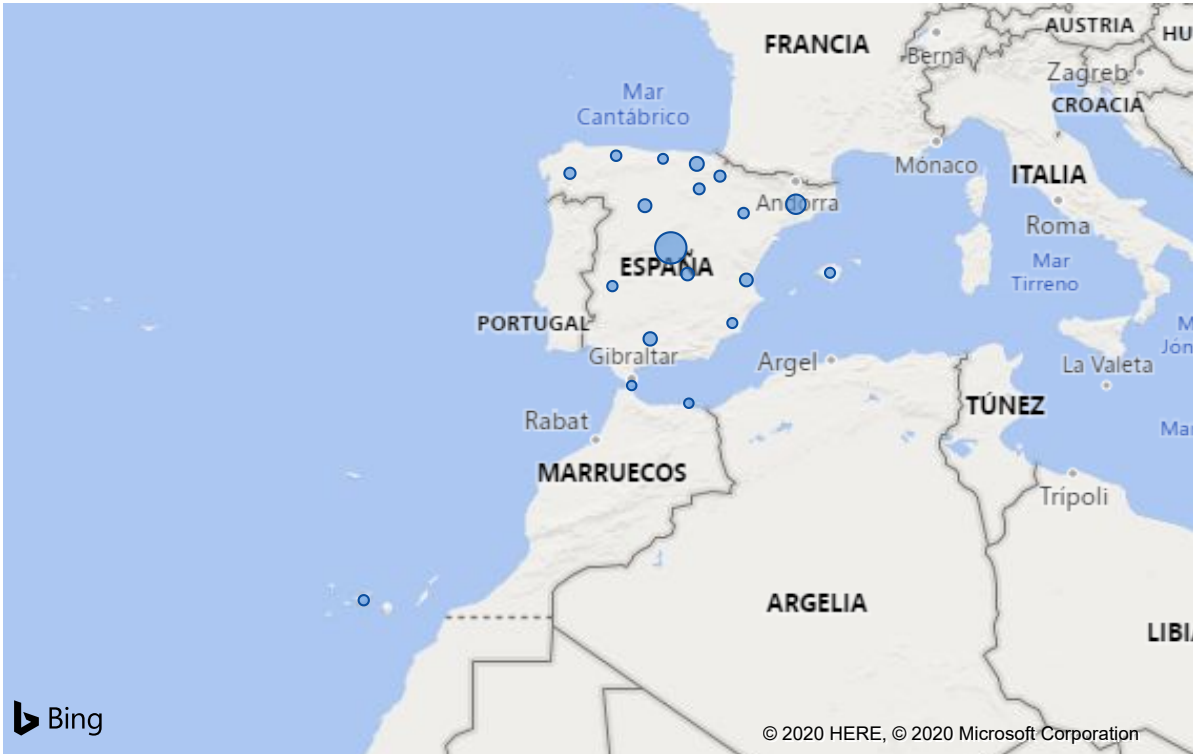 FRANCIA
AUSTRIA
HU
Berna
Zagreb
Mar
Cantábrico
CROACIA
Mónaco
ITALIA
Andorra
Roma
ESPAÑA
Mar
Tirreno
PORTUGAL
M
Jón
Gibraltar
Argel
La Valeta
TÚNEZ
Rabat
Mar
MARRUECOS
Trípoli
ARGELIA
LIBI
Bing
© 2020 HERE, © 2020 Microsoft Corporation